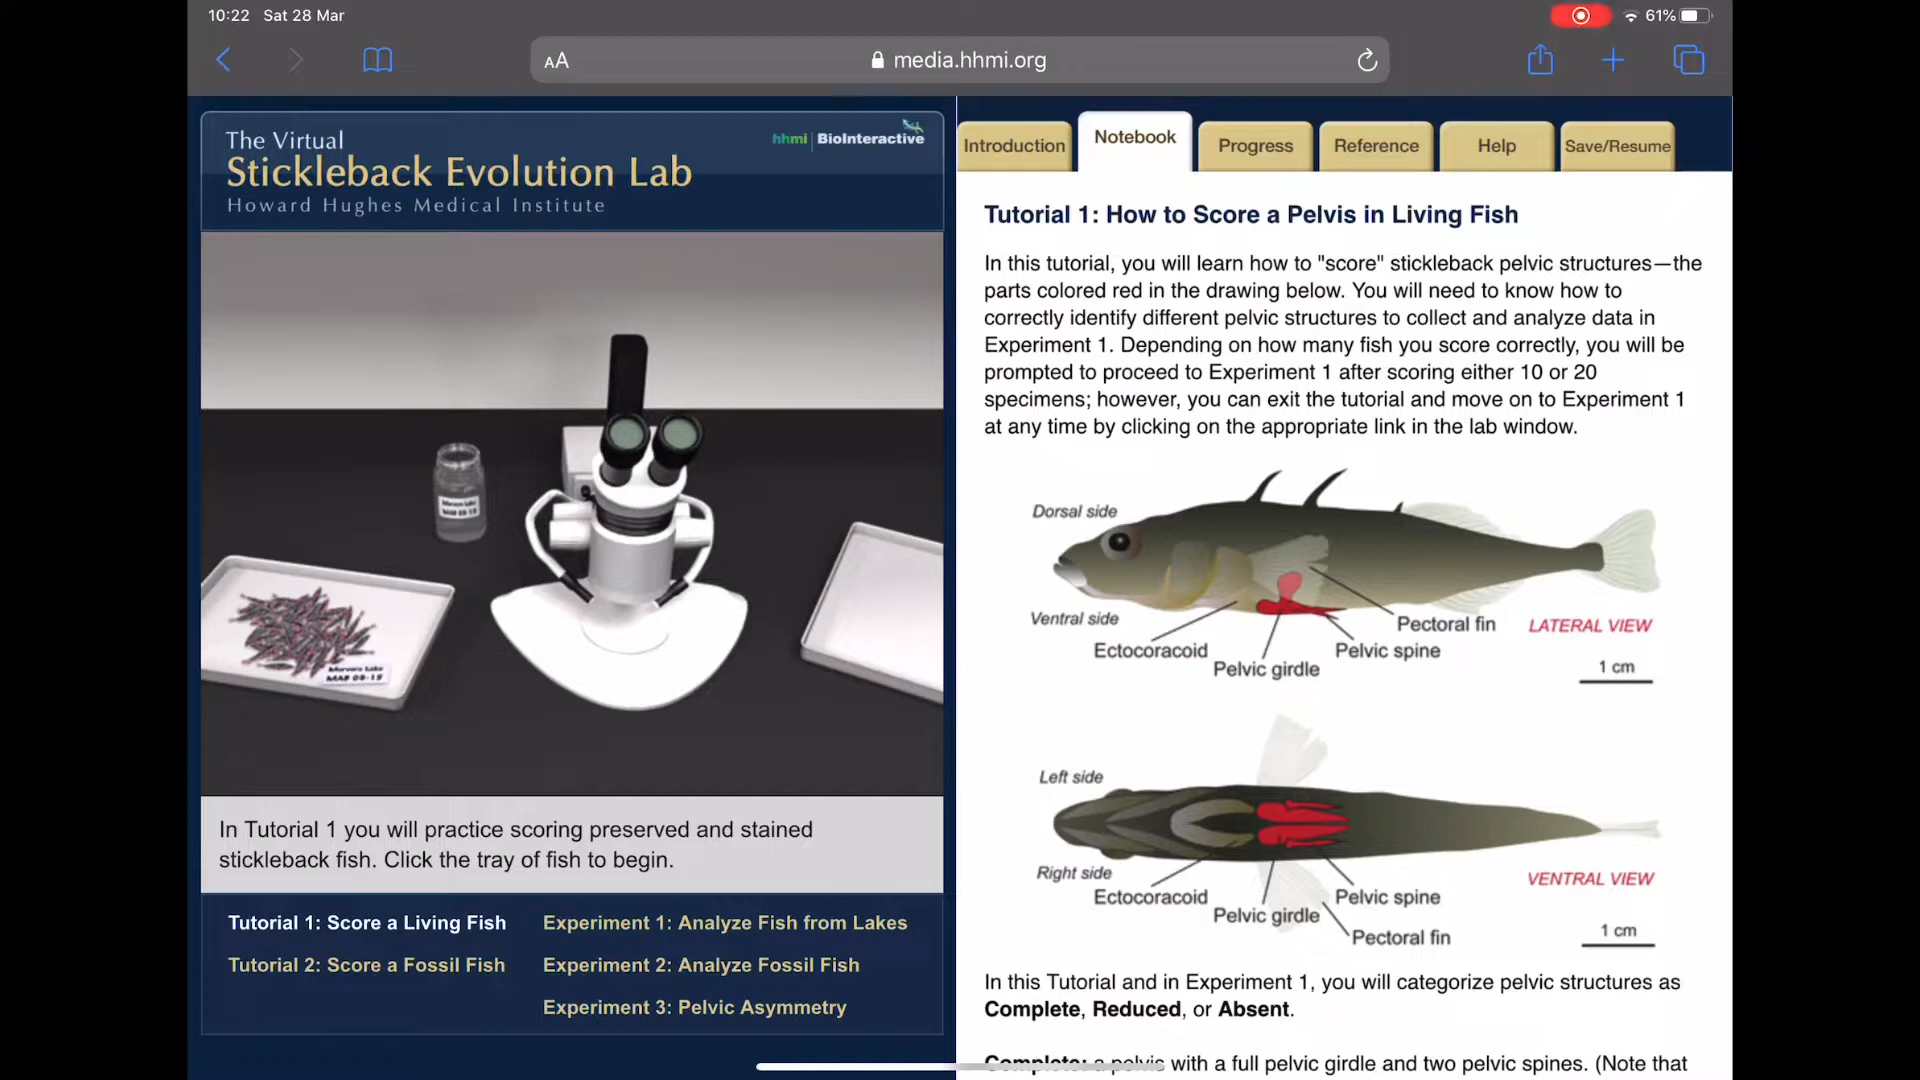 10:22 Sat 28 Mar
61%
AA
media.hhmi.org
The Virtual
Stickleback Evolution Lab
Howard Hughes Medical Institute
hhmi | BioInteractive
Introduction
Notebook
Progress
Reference
Help
Save/Resume
Tutorial 1: How to Score a Pelvis in Living Fish
In this tutorial, you will learn how to "score" stickleback pelvic structures—the
parts colored red in the drawing below. You will need to know how to
correctly identify different pelvic structures to collect and analyze data in
Experiment 1. Depending on how many fish you score correctly, you will be
prompted to proceed to Experiment 1 after scoring either 10 or 20
specimens; however, you can exit the tutorial and move on to Experiment 1
at any time by clicking on the appropriate link in the lab window.
Dorsal side
Ventral side
Ectocoracoid
Pelvic girdle
Pelvic spine
Pectoral fin
LATERAL VIEW
1 cm
Left side
Right side
Ectocoracoid
Pelvic girdle
Pelvic spine
Pectoral fin
VENTRAL VIEW
1 cm
In this Tutorial and in Experiment 1, you will categorize pelvic structures as
Complete, Reduced, or Absent.
Complete: a pelvis with a full pelvic girdle and two pelvic spines. (Note that
In Tutorial 1 you will practice scoring preserved and stained
stickleback fish. Click the tray of fish to begin.
Tutorial 1: Score a Living Fish
Tutorial 2: Score a Fossil Fish
Experiment 1: Analyze Fish from Lakes
Experiment 2: Analyze Fossil Fish
Experiment 3: Pelvic Asymmetry